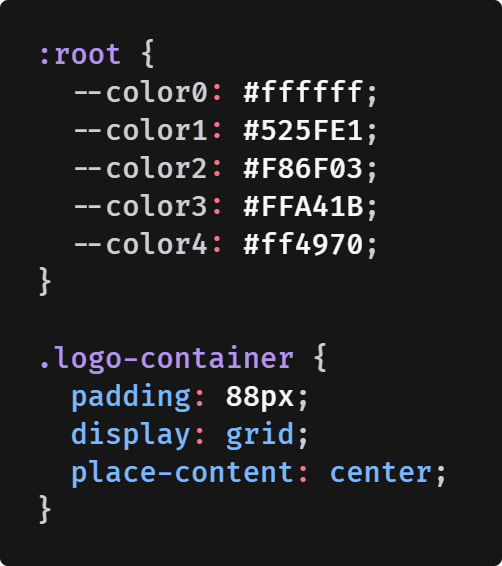 :root {
  --color0: #ffffff;
  --color1: #525FE1;
  --color2: #F86F03;
  --color3: #FFA41B;
  --color4: #ff4970;
}

.logo-container {
  padding: 88px;
  display: grid;
  place-content: center;
}